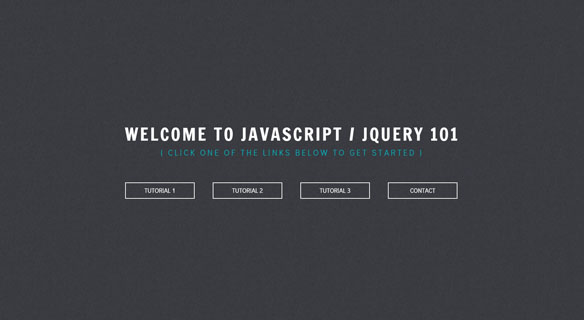 WELCOME TO JAVASCRIPT / JQUERY 101
( CLICK ONE OF THE LINKS BELOW TO GET STARTED )
TUTORIAL 1 TUTORIAL 2 TUTORIAL 3 CONTACT